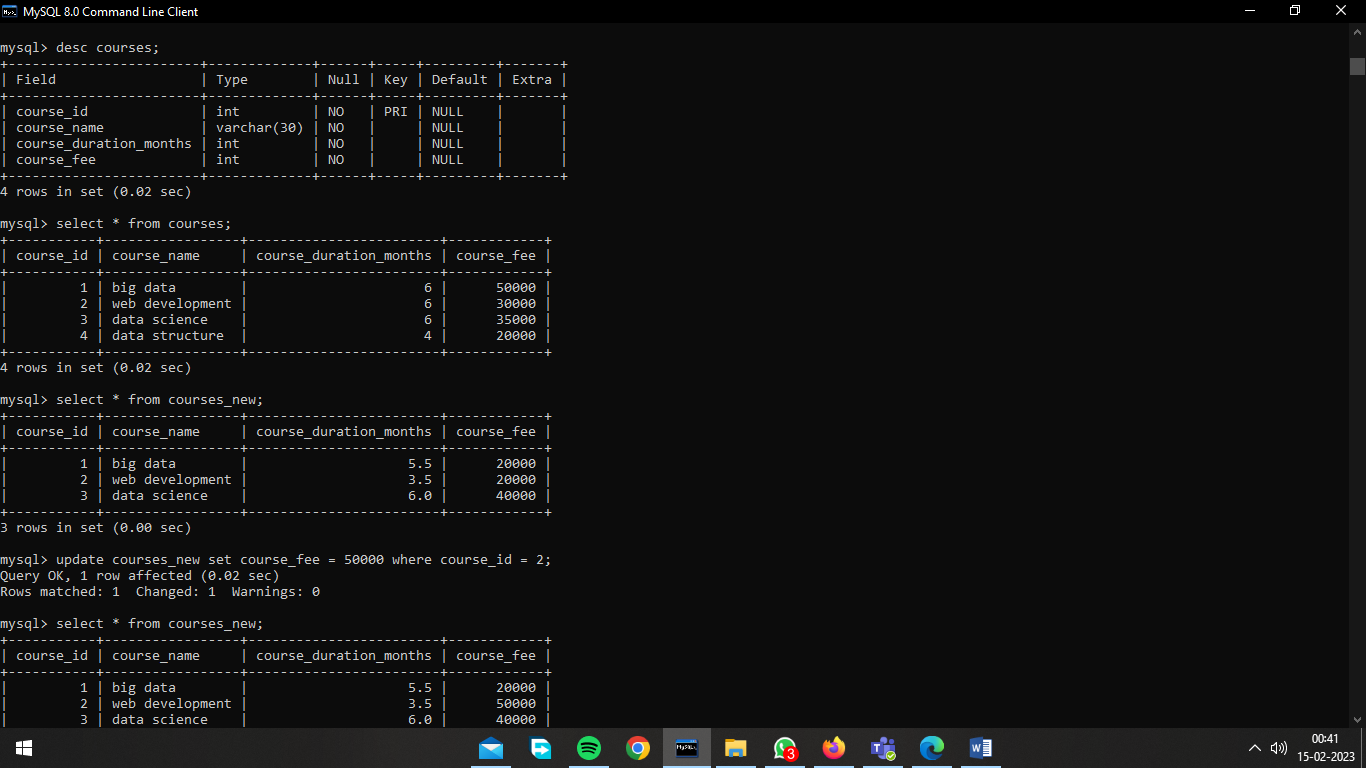 MySQL 8.0 Command Line Client
mysql> desc courses;
+------------------------+-------------+------+-----+---------+-------+
| Field                  | Type        | Null | Key | Default | Extra |
+------------------------+-------------+------+-----+---------+-------+
| course_id              | int         | NO   | PRI | NULL    |       |
| course_name            | varchar(30) | NO   |     | NULL    |       |
| course_duration_months | int         | NO   |     | NULL    |       |
| course_fee             | int         | NO   |     | NULL    |       |
+------------------------+-------------+------+-----+---------+-------+
4 rows in set (0.02 sec)
mysql> select * from courses;
+-----------+-----------------+------------------------+------------+
| course_id | course_name     | course_duration_months | course_fee |
+-----------+-----------------+------------------------+------------+
|         1 | big data        |                      6 |      50000 |
|         2 | web development |                      6 |      30000 |
|         3 | data science    |                      6 |      35000 |
|         4 | data structure  |                      4 |      20000 |
+-----------+-----------------+------------------------+------------+
4 rows in set (0.02 sec)
mysql> select * from courses_new;
+-----------+-----------------+------------------------+------------+
| course_id | course_name     | course_duration_months | course_fee |
+-----------+-----------------+------------------------+------------+
|         1 | big data        |                    5.5 |      20000 |
|         2 | web development |                    3.5 |      20000 |
|         3 | data science    |                    6.0 |      40000 |
+-----------+-----------------+------------------------+------------+
3 rows in set (0.00 sec)
mysql> update courses_new set course_fee = 50000 where course_id = 2;
Query OK, 1 row affected (0.02 sec)
Rows matched: 1  Changed: 1  Warnings: 0
mysql> select * from courses_new;
+-----------+-----------------+------------------------+------------+
| course_id | course_name     | course_duration_months | course_fee |
+-----------+-----------------+------------------------+------------+
|         1 | big data        |                    5.5 |      20000 |
|         2 | web development |                    3.5 |      50000 |
|         3 | data science    |                    6.0 |      40000 |
MySQL
3
00:41
15-02-2023